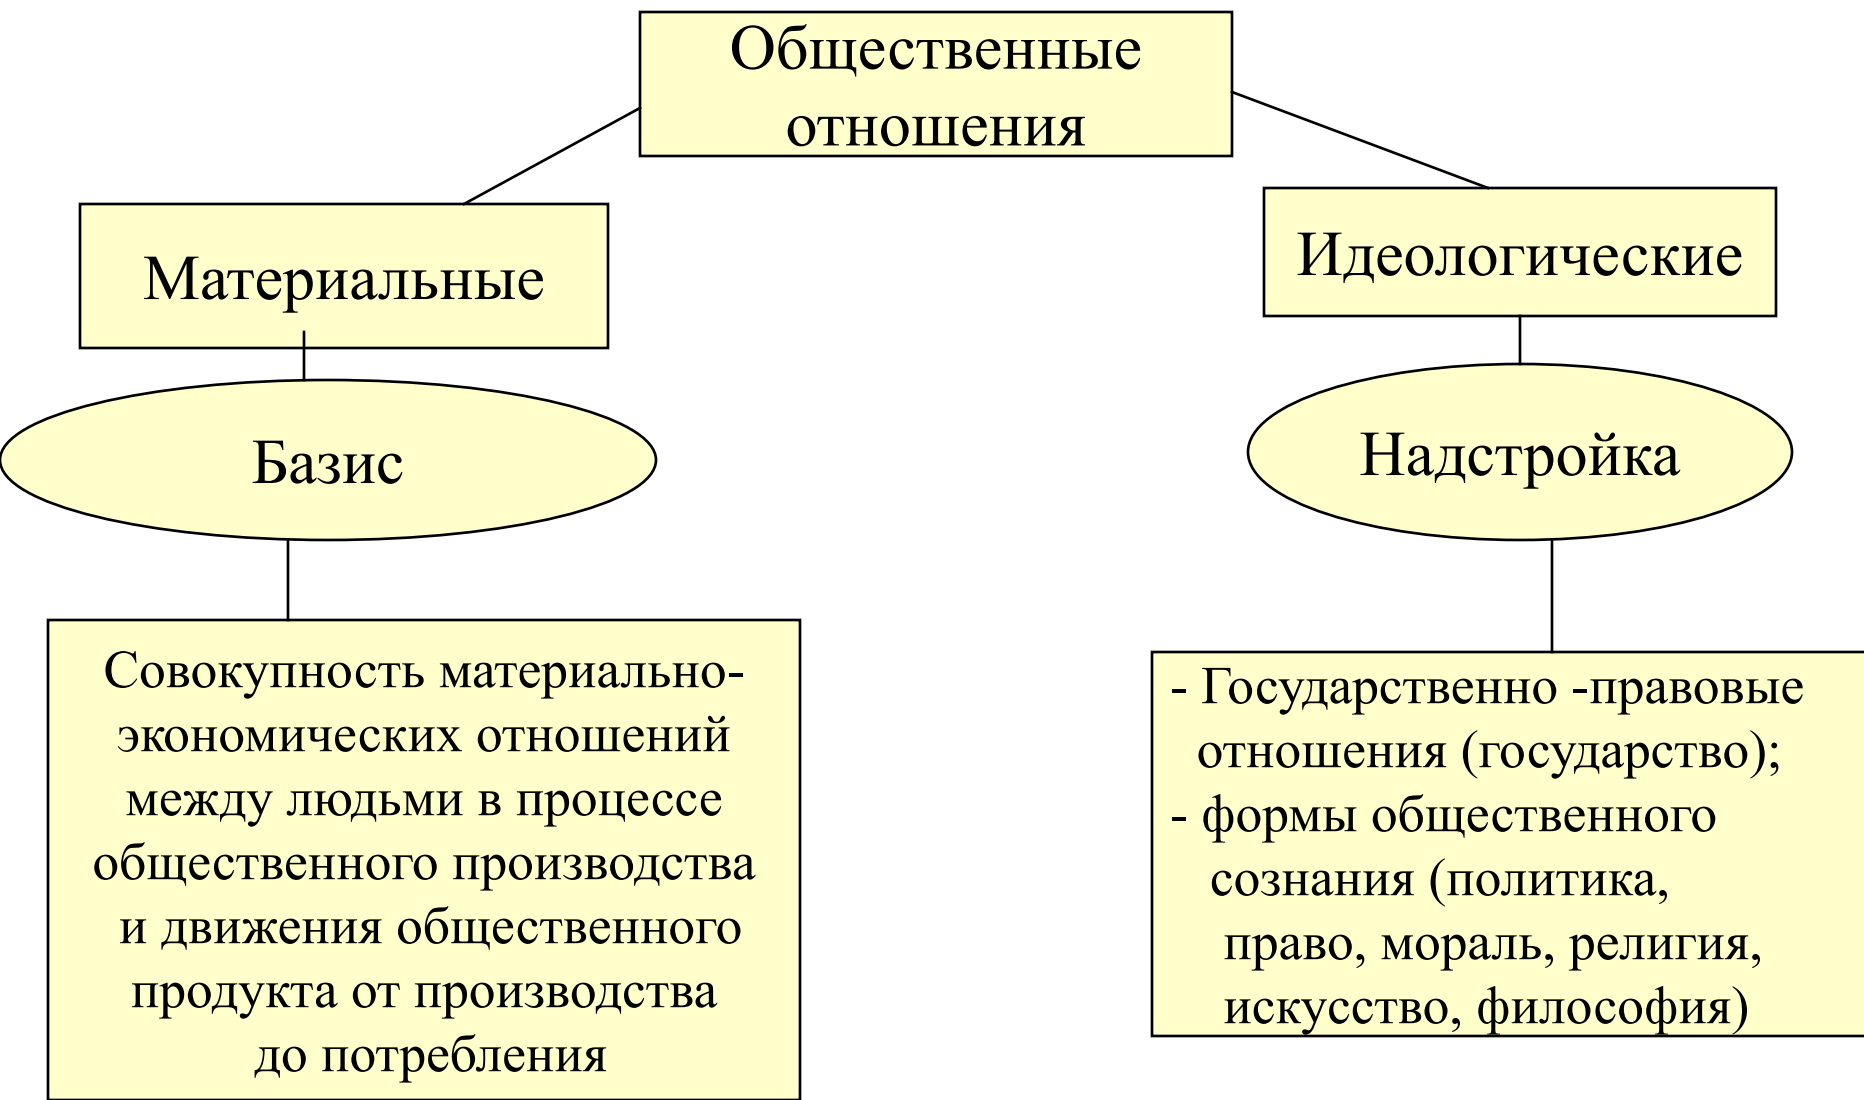 Общественные
отношения
Материальные
Идеологические
Базис
Надстройка
Совокупность материально-
экономических отношений
между людьми в процессе
общественного производства
и движения общественного
продукта от производства
до потребления
- Государственно -правовые
отношения (государство);
- формы общественного
сознания (политика,
право, мораль, религия,
искусство, философия)